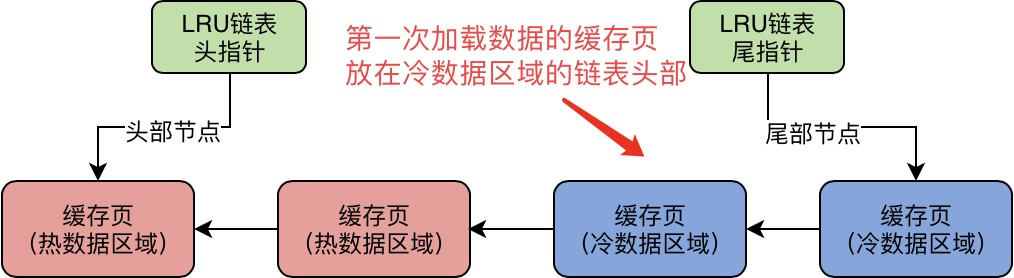 LRU链表
头指针
第一次加载数据的缓存页
放在冷数据区域的链表头部
LRU链表
尾指针
头部节点
尾部节点
缓存页
（热数据区域）
缓存页
（热数据区域）
缓存页
（冷数据区域）
缓存页
（冷数据区域）